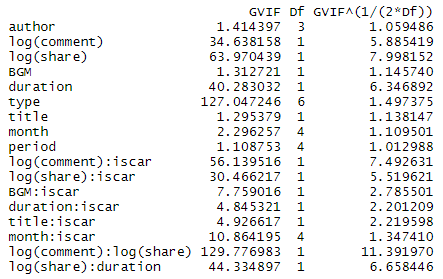 GVIF Df GVIF^(1/(2*Df))
author 1.414397 3 1.059486
log(comment) 34.638158 1 5.885419
log(share) 63.970439 1 7.998152
BGM 1.312721 1 1.145740
duration 40.283032 1 6.346892
type 127.047246 6 1.497375
title 1.295379 1 1.138147
month 2.296257 4 1.109501
period 1.108753 4 1.012988
log(comment):iscar 56.139516 1 7.492631
log(share):iscar 30.466217 1 5.519621
BGM:iscar 7.759016 1 2.785501
duration:iscar 4.845321 1 2.201209
title:iscar 4.926617 1 2.219598
month:iscar 10.864195 4 1.347410
log(comment):log(share) 129.776983 1 11.391970
log(share):duration 44.334897 1 6.658446